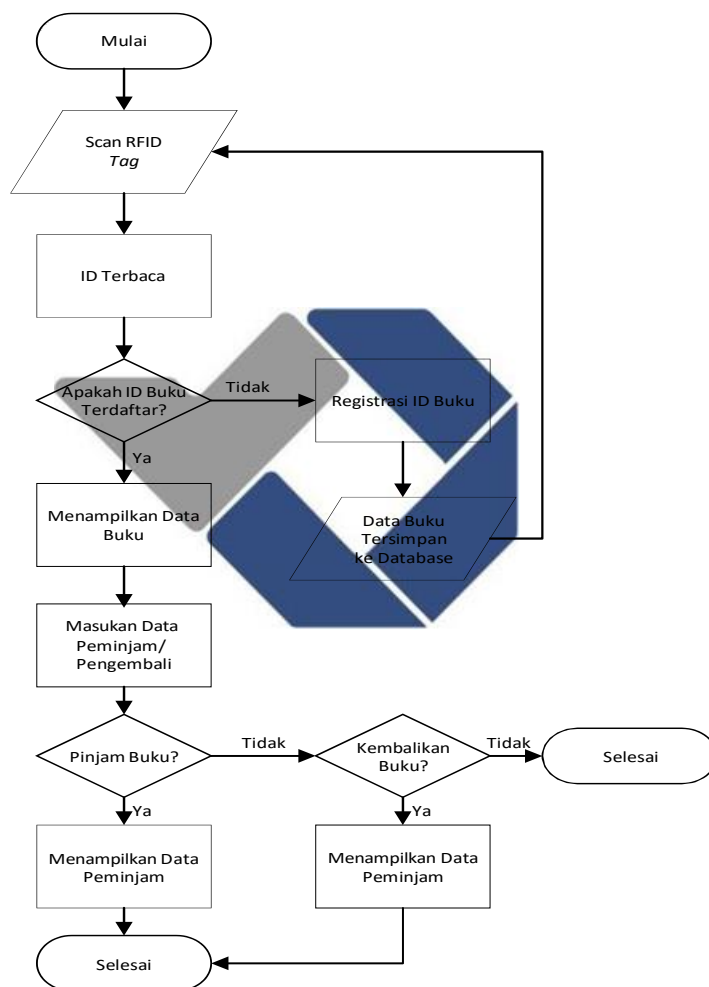 Mulai
Scan RFID
Tag
ID Terbaca
Apakah ID Buku
Terdaftar?
Tidak
Registrasi ID Buku
Ya
Menampilkan Data
Buku
Data Buku
Tersimpan
ke Database
Masukan Data
Peminjam/
Pengembali
Pinjam Buku?
Tidak
Kembalikan
Buku?
Tidak
Selesai
Ya
Ya
Menampilkan Data
Peminjam
Menampilkan Data
Peminjam
Selesai